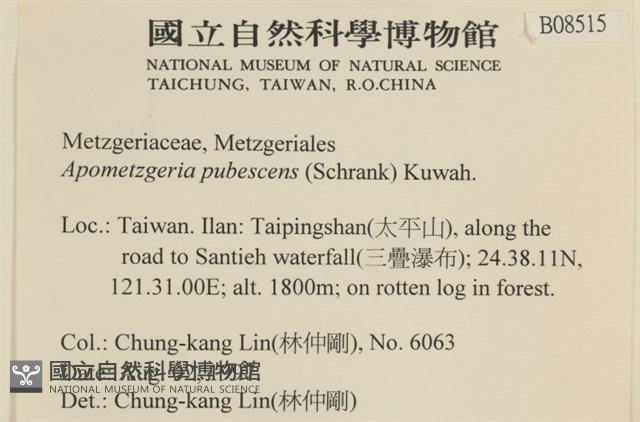 國立自然科學博物館
B08515
NATIONAL MUSEUM OF NATURAL SCIENCE
TAICHUNG, TAIWAN, R.O.CHINA
Metzgeriaceae, Metzgeriales
Apometzgeria pubescens (Schrank) Kuwah.
Loc.: Taiwan. Ilan: Taipingshan(太平山), along the
road to Santieh waterfall(三疊瀑布); 24.38.11N,
121.31.00E; alt. 1800m; on rotten log in forest.
Col.: Chung-kang Lin(林仲剛), No. 6063
國立自然科學博物館
NATIONAL MUSEUM OF NATURAL SCIENCE
Det.: Chung-kang Lin(林仲剛)